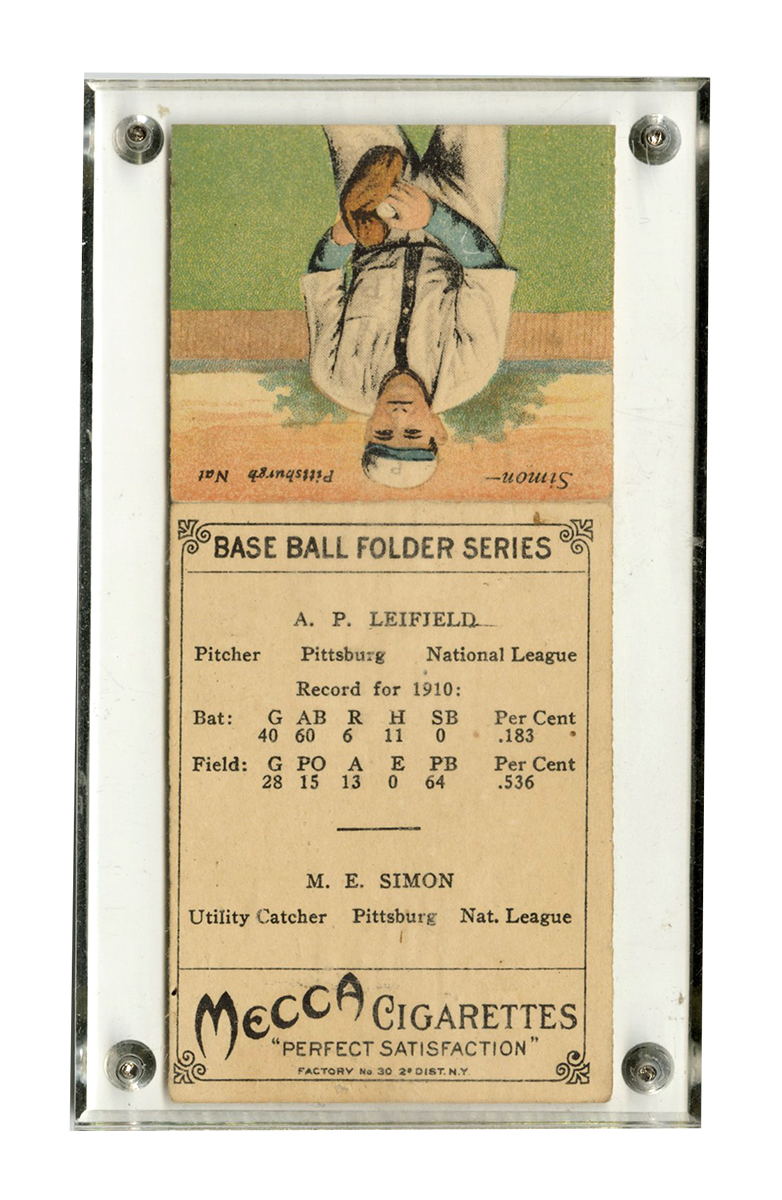 Simon— Pittsburgh Nat
P
BASE BALL FOLDER SERIES
A. P. LEIFIELD
Pitcher Pittsburg National League
Record for 1910:
Bat: G AB R H SB Per Cent
40 60 6 11 0 .183
Field: G PO A E PB Per Cent
28 15 13 0 64 .536
M. E. SIMON
Utility Catcher Pittsburg Nat. League
MECCA CIGARETTES
"PERFECT SATISFACTION"
FACTORY No 30 2D DIST. N.Y.